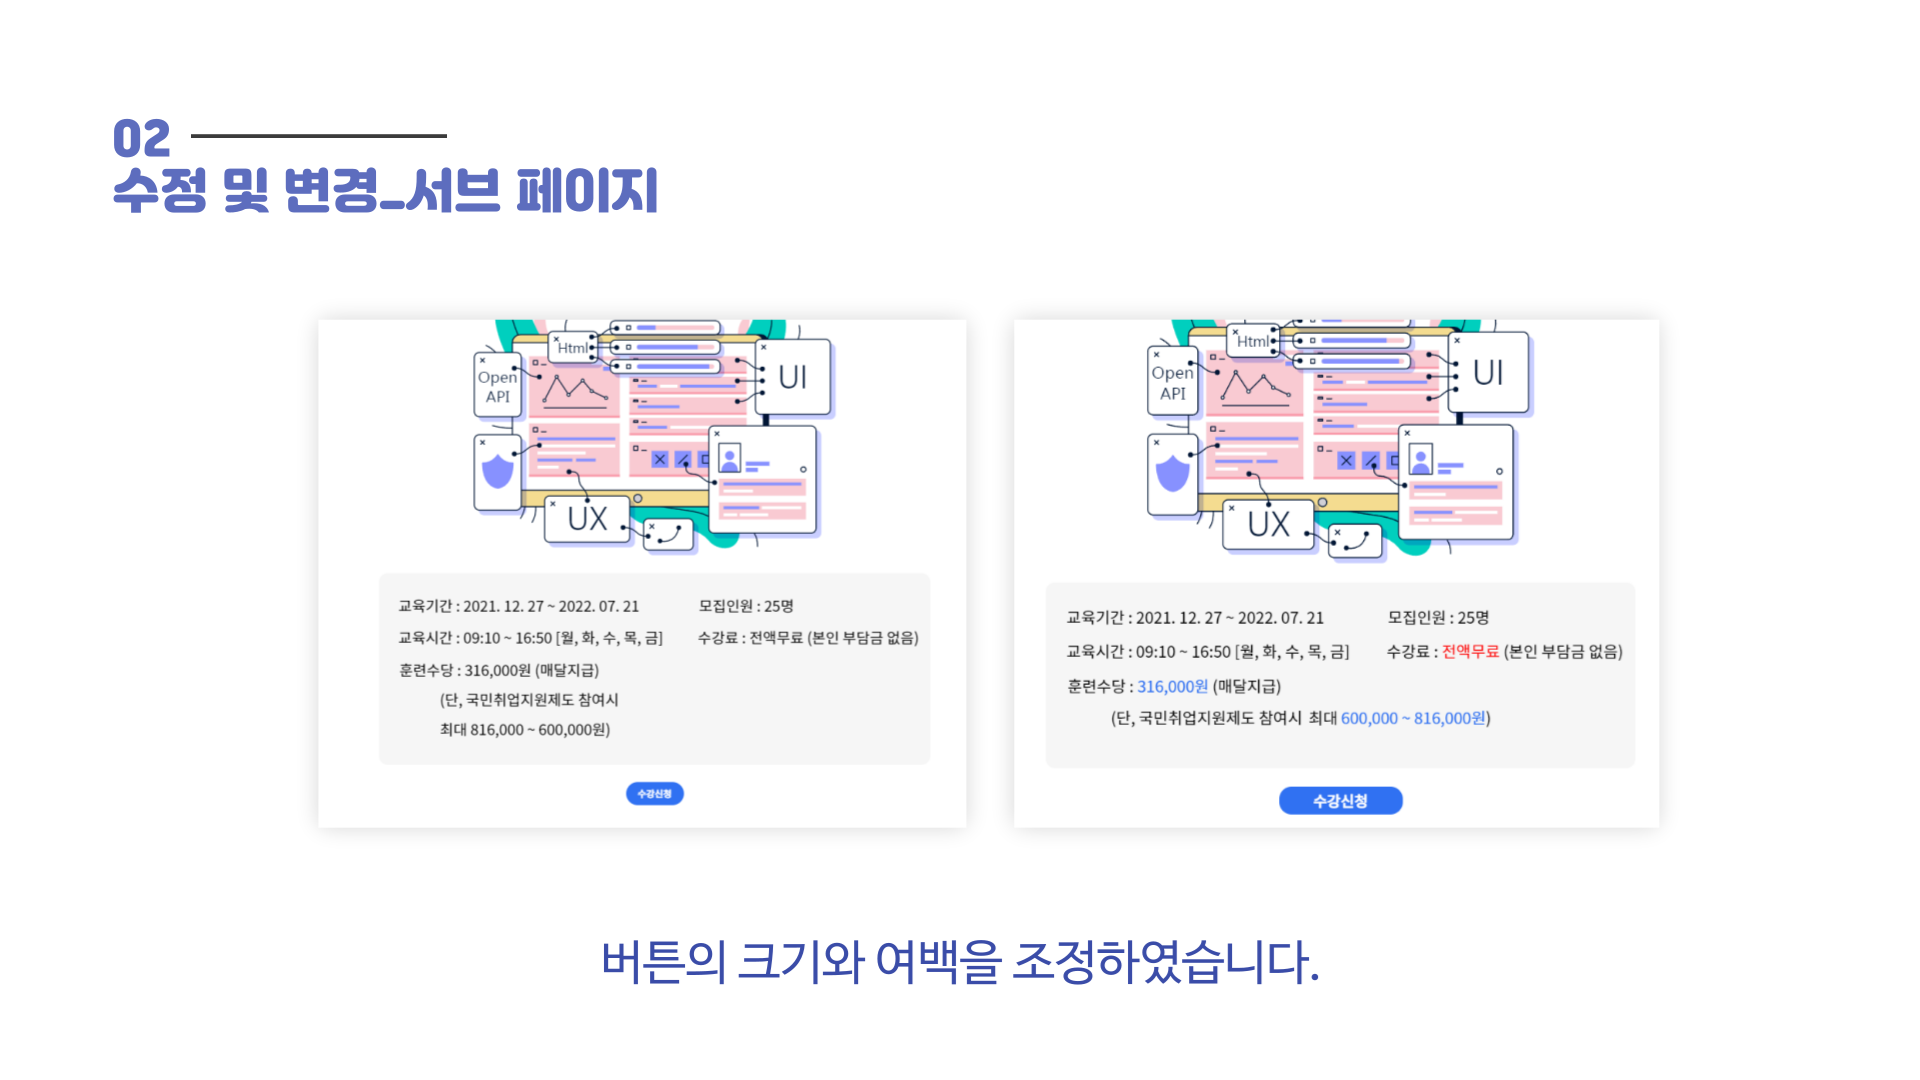 02
수정 및 변경_서브 페이지
Html
Open
API
UI
UX
교육기간 : 2021. 12. 27 ~ 2022. 07. 21
모집인원 : 25명
교육시간 : 09:10 ~ 16:50 [월, 화, 수, 목, 금]
수강료 : 전액무료 (본인 부담금 없음)
훈련수당 : 316,000원 (매달지급)
(단, 국민취업지원제도 참여시
최대 816,000 ~ 600,000원)
수강신청
Html
Open
API
UI
UX
교육기간 : 2021. 12. 27 ~ 2022. 07. 21
모집인원 : 25명
교육시간 : 09:10 ~ 16:50 [월, 화, 수, 목, 금]
수강료 : 전액무료 (본인 부담금 없음)
훈련수당 : 316,000원 (매달지급)
(단, 국민취업지원제도 참여시 최대 600,000 ~ 816,000원)
수강신청
버튼의 크기와 여백을 조정하였습니다.